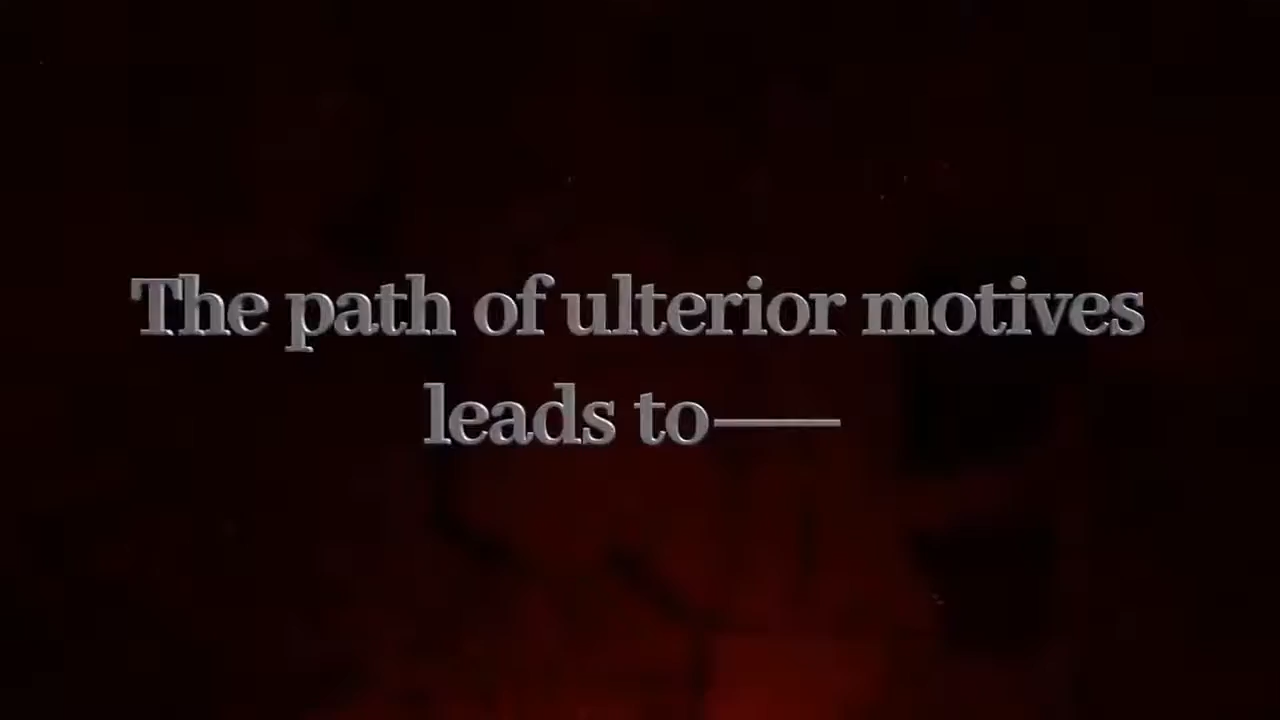 The path of ulterior motives
leads to——